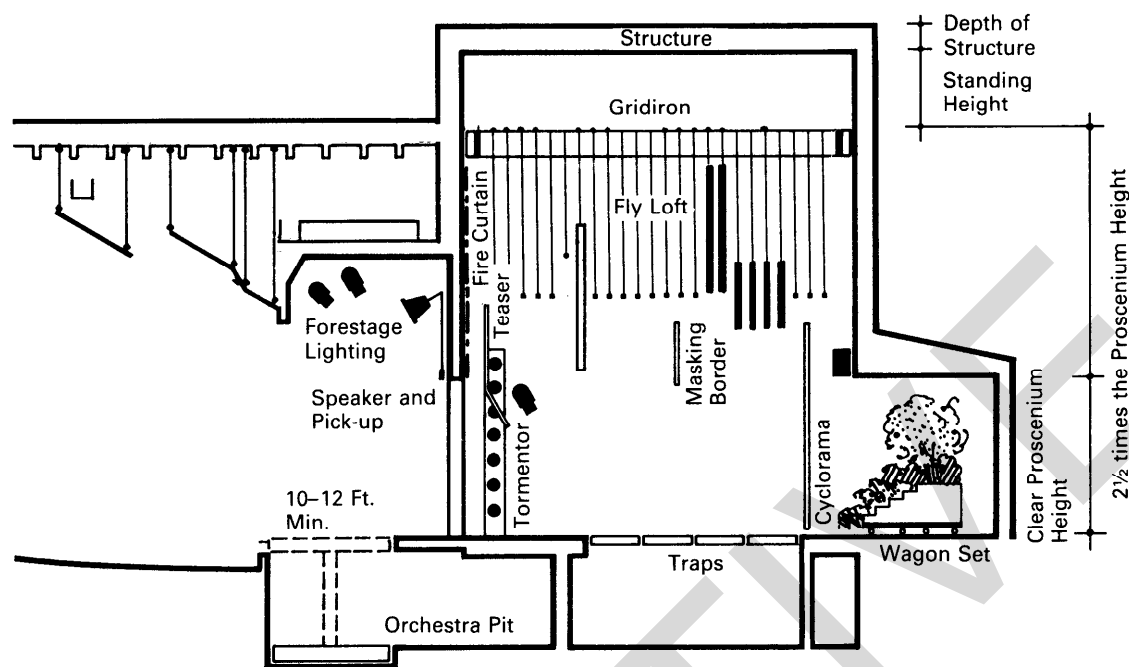 Structure
Depth of
Structure
Standing
Height
Gridiron
Fire Curtain
Fly Loft
Teaser
Forestage
Lighting
Masking
Border
Speaker and
Pick-up
Tormentor
Cyclorama
Clear Proscenium
Height
2½ times the Proscenium Height
10–12 Ft.
Min.
Traps
Wagon Set
Orchestra Pit